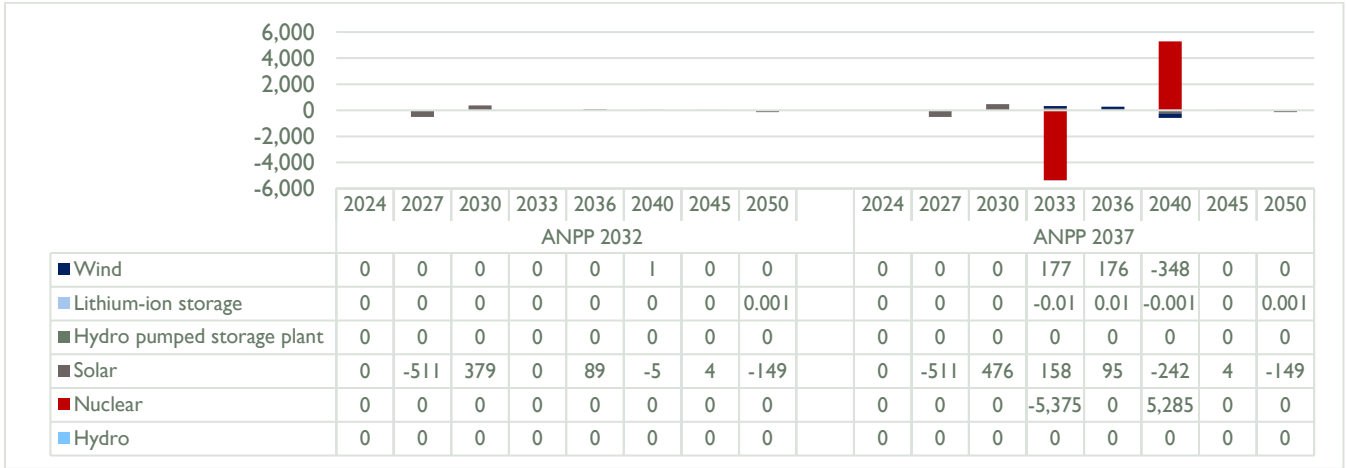 6,000
4,000
2,000
0
-2,000
-4,000
-6,000
2024 2027 2030 2033 2036 2040 2045 2050 2024 2027 2030 2033 2036 2040 2045 2050
ANPP 2032 ANPP 2037
Wind 0 0 0 0 0 1 0 0 0 0 0 177 176 -348 0 0
Lithium-ion storage 0 0 0 0 0 0 0 0.001 0 0 0 -0.01 0.01 -0.001 0 0.001
Hydro pumped storage plant 0 0 0 0 0 0 0 0 0 0 0 0 0 0 0 0
Solar 0 -511 379 0 89 -5 4 -149 0 -511 476 158 95 -242 4 -149
Nuclear 0 0 0 0 0 0 0 0 0 0 0 -5,375 0 5,285 0 0
Hydro 0 0 0 0 0 0 0 0 0 0 0 0 0 0 0 0